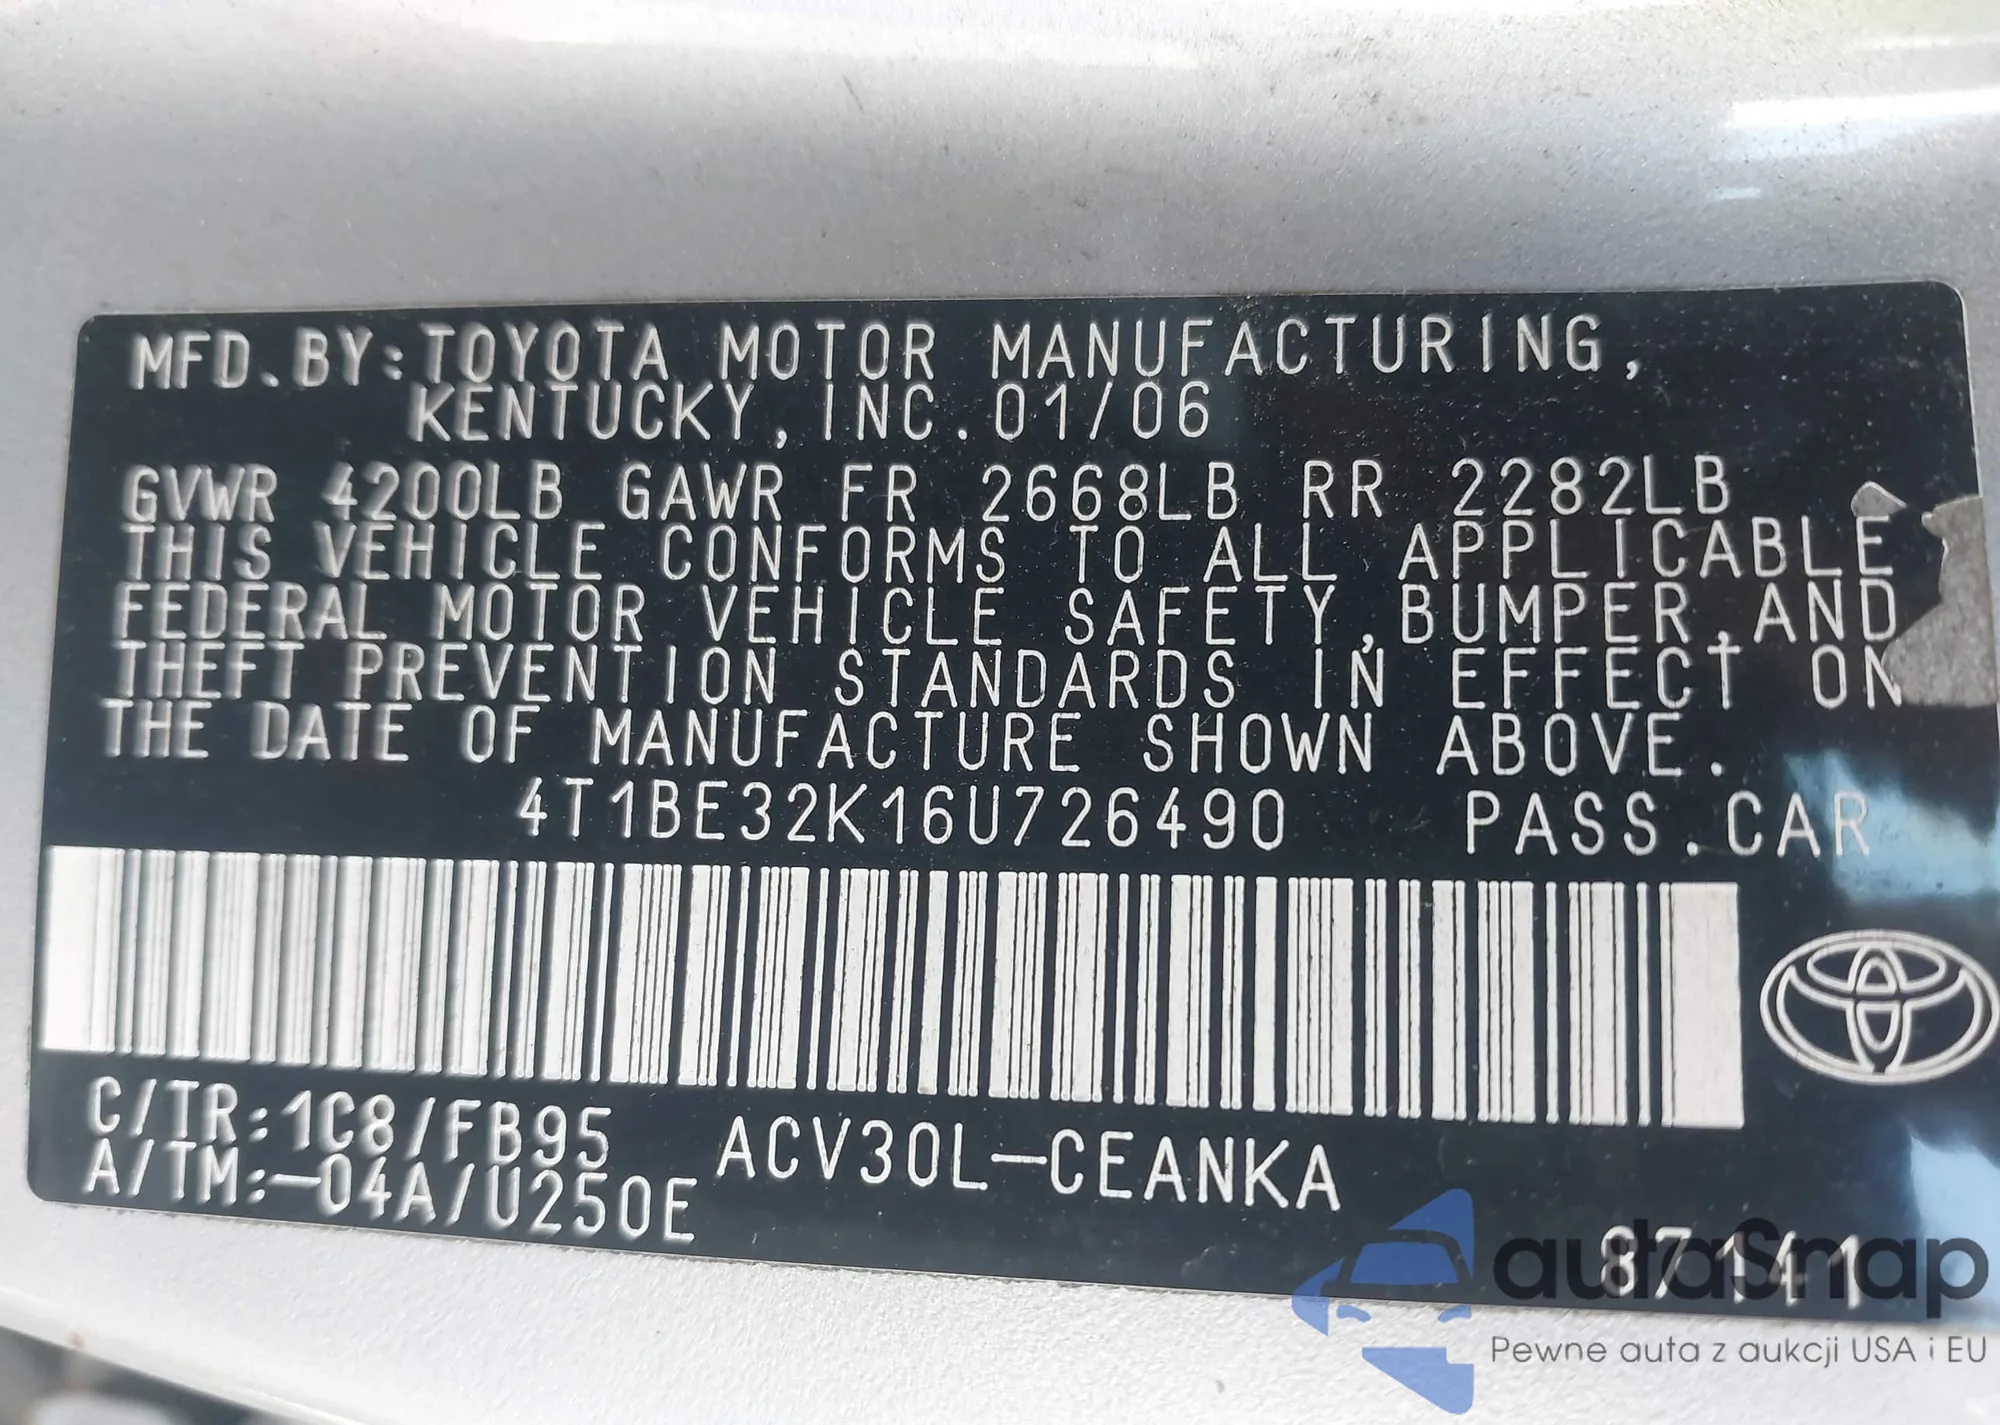 MFD.BY:TOYOTA MOTOR MANUFACTURING,
KENTUCKY, INC. 01/06
GVWR 4200LB GAWR FR 2668LB RR 2282LB
THIS VEHICLE CONFORMS TO ALL APPLICABLE
FEDERAL MOTOR VEHICLE SAFETY, BUMPER, AND
THEFT PREVENTION STANDARDS IN EFFECT ON
THE DATE OF MANUFACTURE SHOWN ABOVE.
4T1BE32K16U726490 PASS.CAR
C/TR:1C8/FB95 ACV30L-CEANKA
A/TM:-04A/U250E
87141
autosnap
Pewne auta z aukcji USA i EU